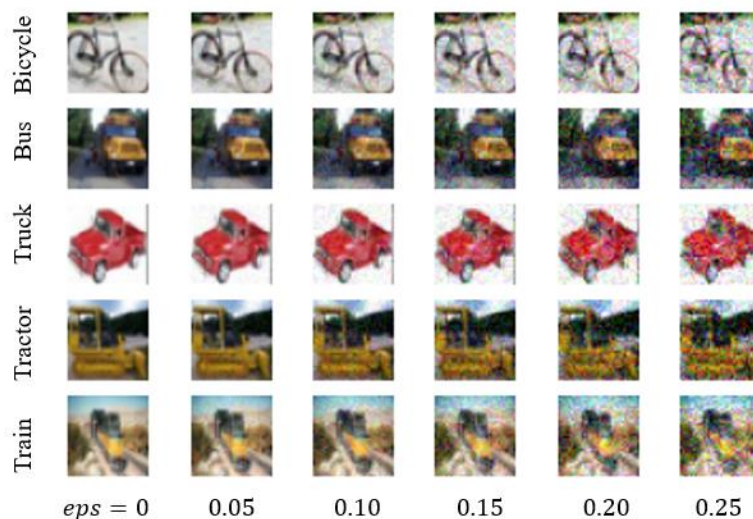 Bicycle
Bus
Truck
Tractor
Train
eps = 0 0.05 0.10 0.15 0.20 0.25